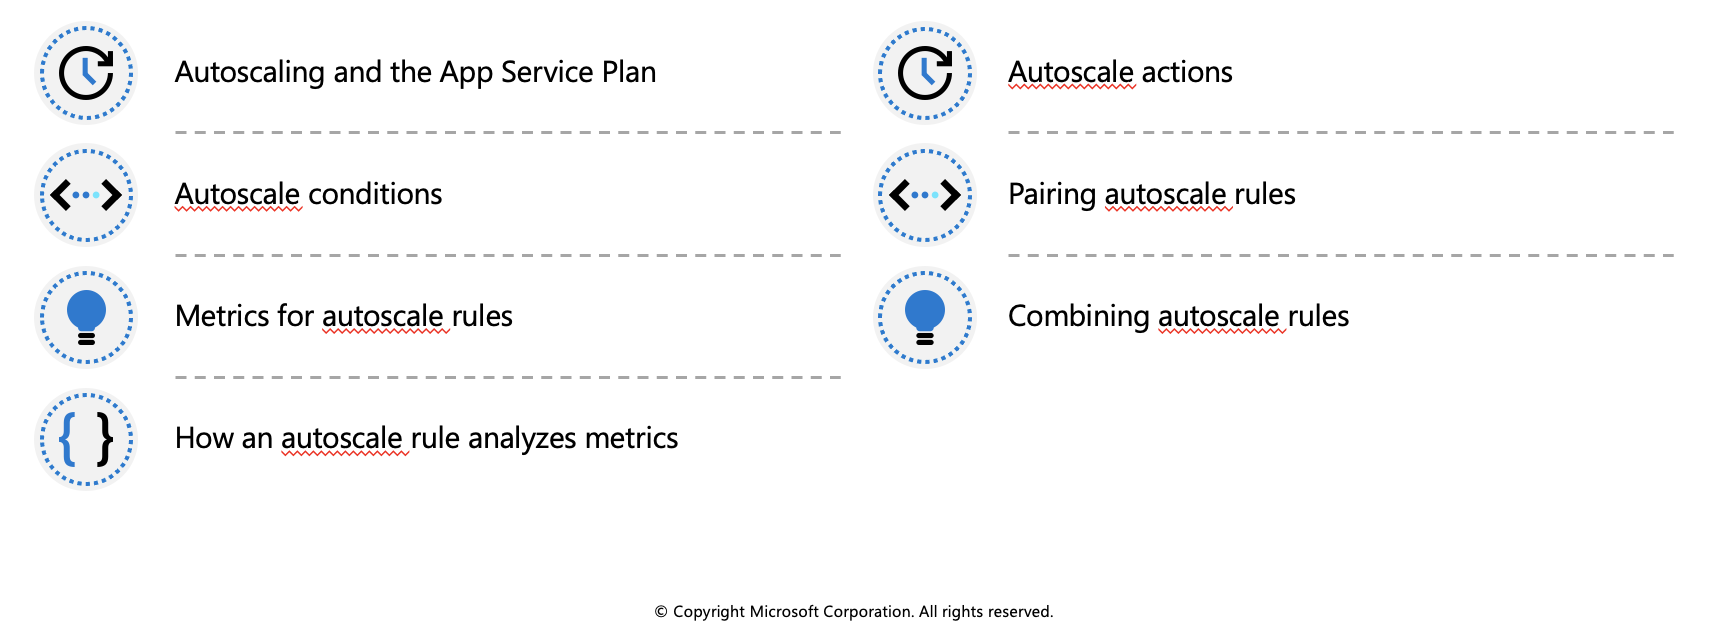 Autoscaling and the App Service Plan
Autoscale conditions
Metrics for autoscale rules
How an autoscale rule analyzes metrics
Autoscale actions
Pairing autoscale rules
Combining autoscale rules
© Copyright Microsoft Corporation. All rights reserved.